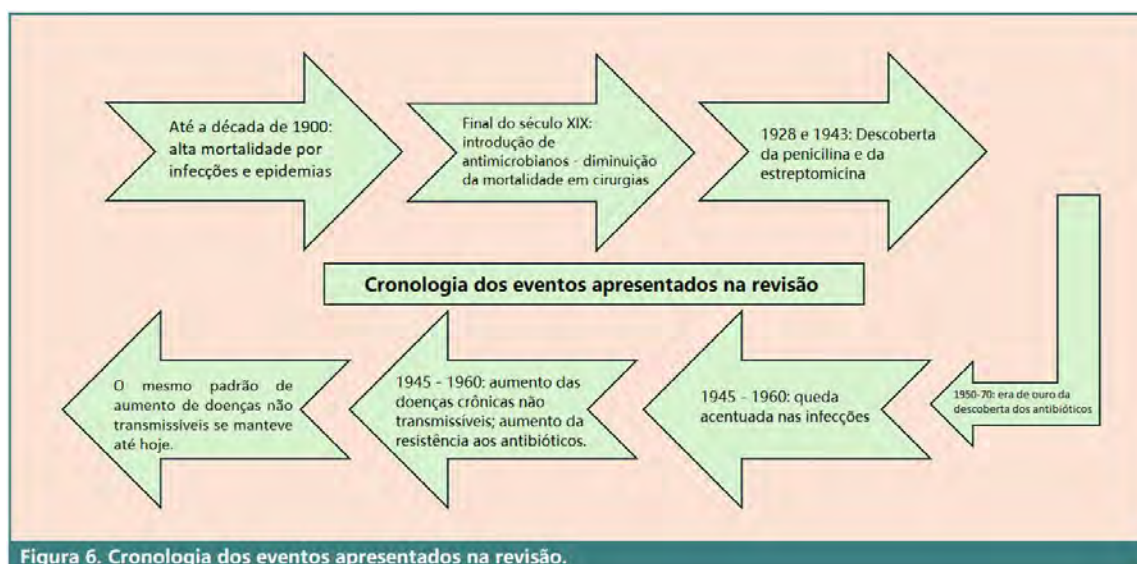 Até a década de 1900:
alta mortalidade por
infecções e epidemias
Final do século XIX:
introdução de
antimicrobianos - diminuição
da mortalidade em cirurgias
1928 e 1943: Descoberta
da penicilina e da
estreptomicina
Cronologia dos eventos apresentados na revisão
1950-70: era de ouro da
descoberta dos antibióticos
1945 - 1960: queda
acentuada nas infecções
1945 - 1960: aumento das
doenças crônicas não
transmissíveis; aumento da
resistência aos antibióticos.
O mesmo padrão de
aumento de doenças não
transmissíveis se manteve
até hoje.
Figura 6. Cronologia dos eventos apresentados na revisão.